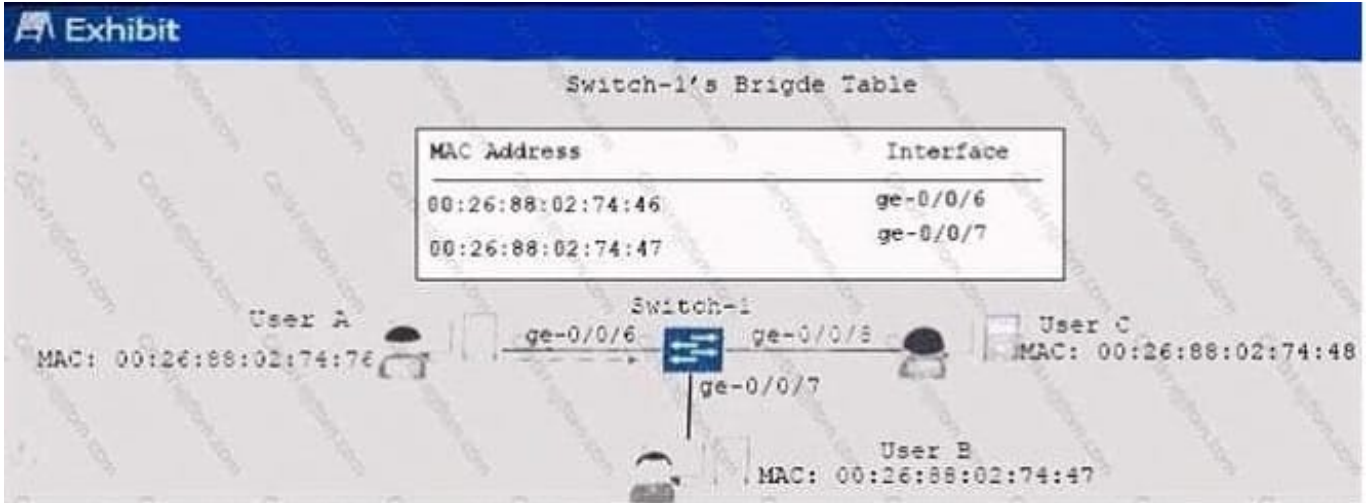 Exhibit
Switch-1's Brigde Table
MAC Address Interface
00:26:88:02:74:46 ge-0/0/6
00:26:88:02:74:47 ge-0/0/7
Switch-1
User A ge-0/0/6 ge-0/0/8 User C
MAC: 00:26:88:02:74:76 MAC: 00:26:88:02:74:48
ge-0/0/7
User B
MAC: 00:26:88:02:74:47